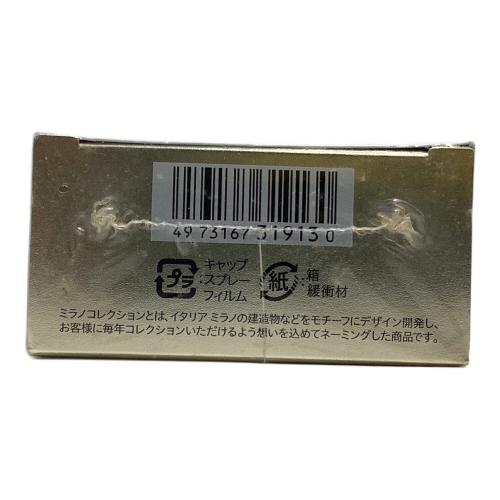 4973167319130
プラ
キャップ
スプレー
フィルム
紙
箱
緩衝材
ミラノコレクションとは、イタリア ミラノの建造物などをモチーフにデザイン開発し、
お客様に毎年コレクションいただけるよう想いを込めてネーミングした商品です。